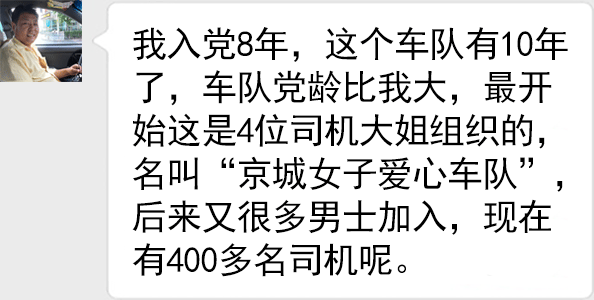 我入党8年，这个车队有10年
了，车队党龄比我大，最开
始这是4位司机大姐组织的，
名叫“京城女子爱心车队”，
后来又很多男士加入，现在
有400多名司机呢。